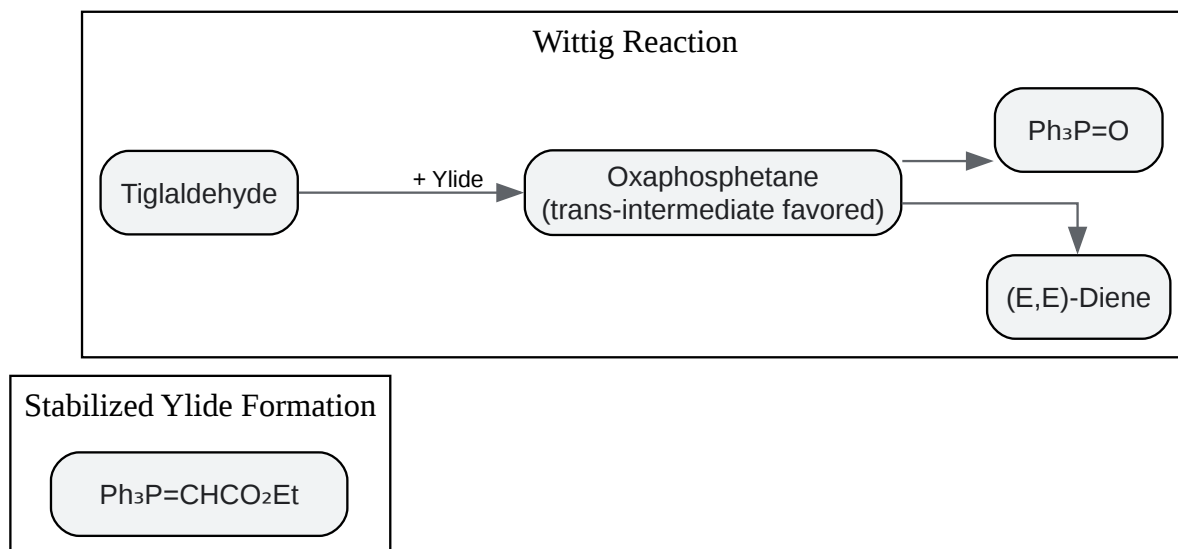 Wittig Reaction
Ph₃P=O
Tiglaldehyde
+ Ylide
Oxaphosphetane
(trans-intermediate favored)
(E,E)-Diene
Stabilized Ylide Formation
Ph₃P=CHCO₂Et